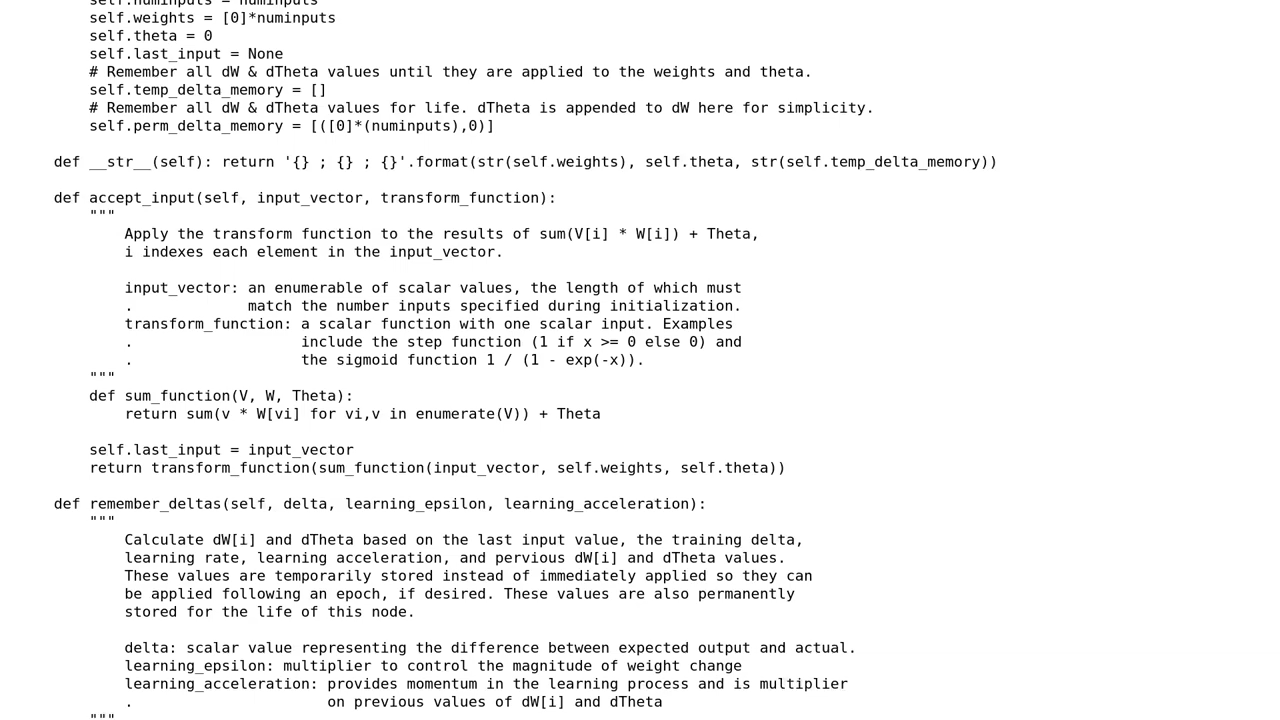 self.numinputs = numinputs
self.weights = [0]*numinputs
self.theta = 0
self.last_input = None
# Remember all dW & dTheta values until they are applied to the weights and theta.
self.temp_delta_memory = []
# Remember all dW & dTheta values for life. dTheta is appended to dW here for simplicity.
self.perm_delta_memory = [([0]*(numinputs),0)]
def __str__(self): return '{} ; {} ; {}'.format(str(self.weights), self.theta, str(self.temp_delta_memory))
def accept_input(self, input_vector, transform_function):
"""
Apply the transform function to the results of sum(V[i] * W[i]) + Theta,
i indexes each element in the input_vector.
input_vector: an enumerable of scalar values, the length of which must
.             match the number inputs specified during initialization.
transform_function: a scalar function with one scalar input. Examples
.                   include the step function (1 if x >= 0 else 0) and
.                   the sigmoid function 1 / (1 - exp(-x)).
"""
def sum_function(V, W, Theta):
return sum(v * W[vi] for vi,v in enumerate(V)) + Theta
self.last_input = input_vector
return transform_function(sum_function(input_vector, self.weights, self.theta))
def remember_deltas(self, delta, learning_epsilon, learning_acceleration):
"""
Calculate dW[i] and dTheta based on the last input value, the training delta,
learning rate, learning acceleration, and pervious dW[i] and dTheta values.
These values are temporarily stored instead of immediately applied so they can
be applied following an epoch, if desired. These values are also permanently
stored for the life of this node.
delta: scalar value representing the difference between expected output and actual.
learning_epsilon: multiplier to control the magnitude of weight change
learning_acceleration: provides momentum in the learning process and is multiplier
.                      on previous values of dW[i] and dTheta
"""